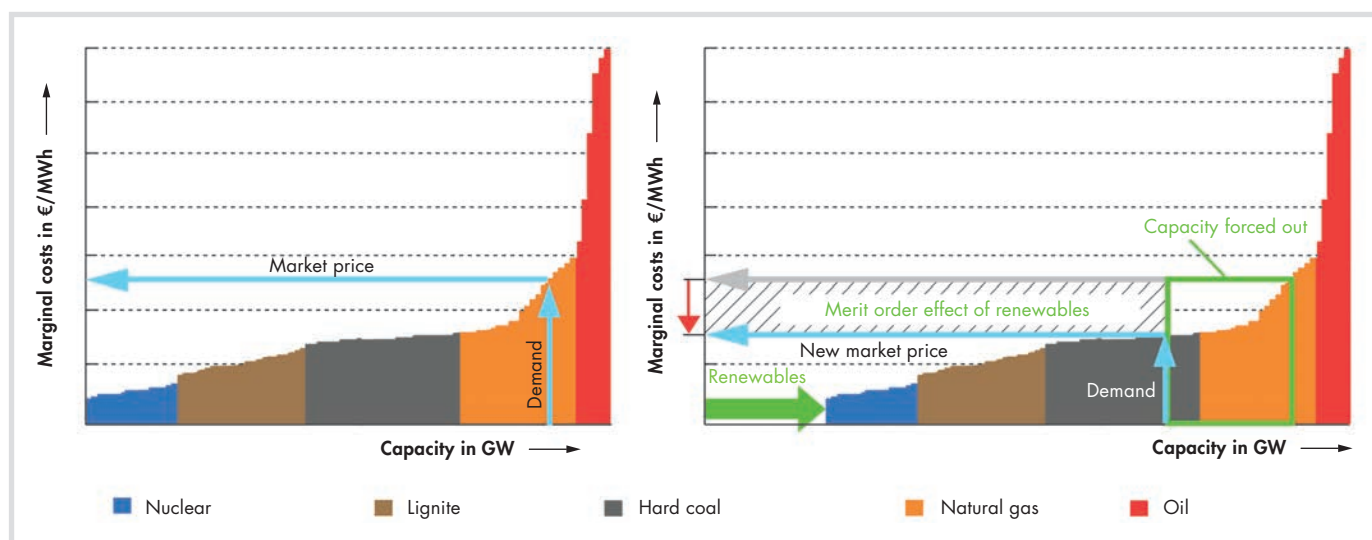 Marginal costs in €/MWh
Market price
Demand
Capacity in GW
Marginal costs in €/MWh
Capacity forced out
Merit order effect of renewables
New market price
Renewables
Demand
Capacity in GW
Nuclear
Lignite
Hard coal
Natural gas
Oil